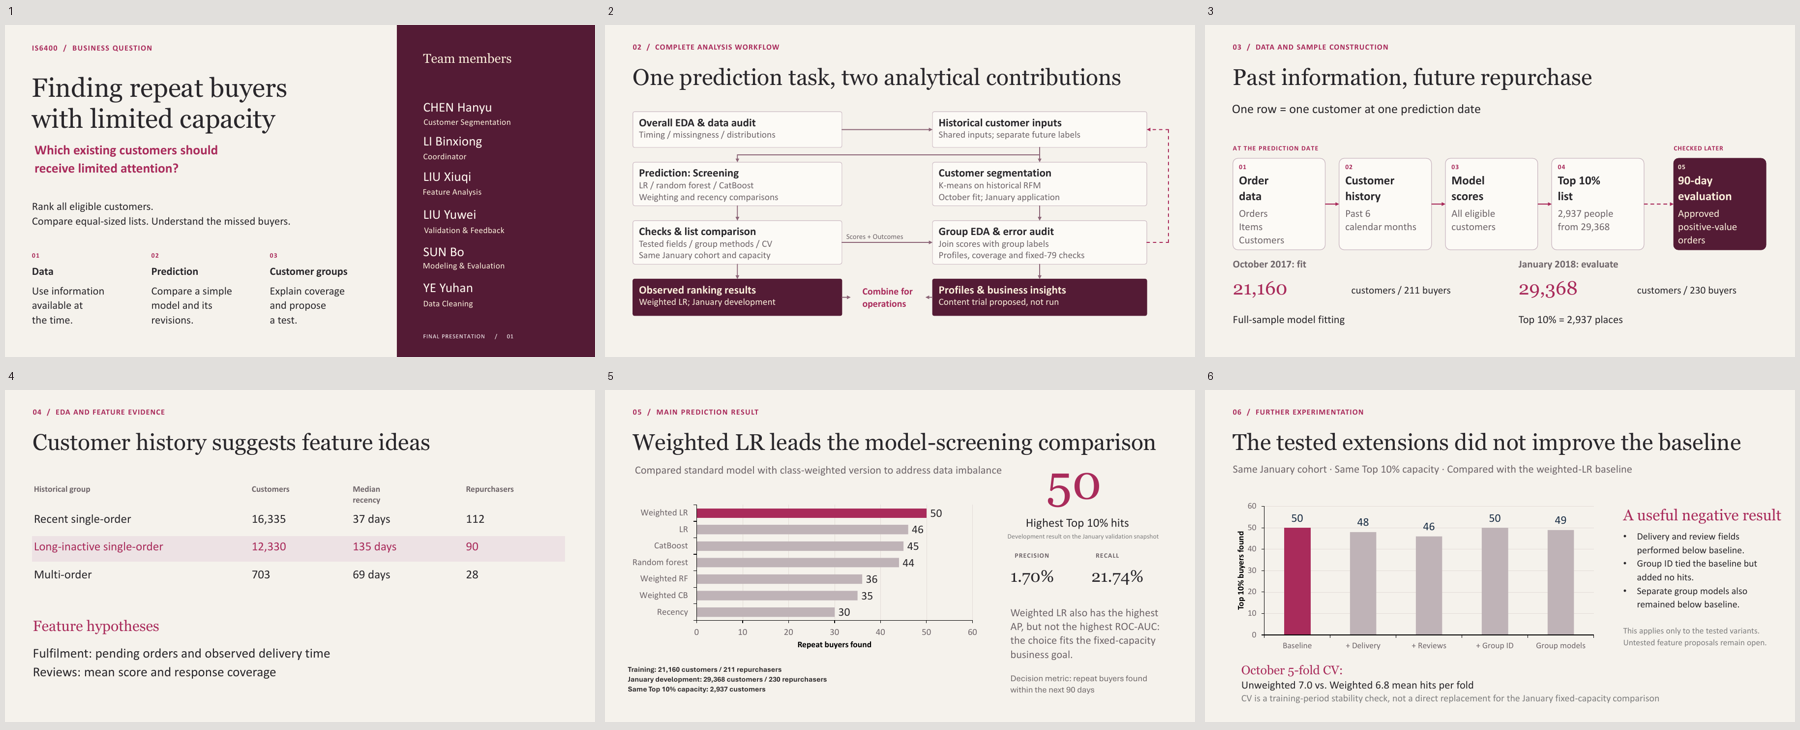 1
IS6400 / BUSINESS QUESTION
Finding repeat buyers
with limited capacity
Which existing customers should
receive limited attention?
Rank all eligible customers.
Compare equal-sized lists. Understand the missed buyers.
01
Data
Use information
available at
the time.
02
Prediction
Compare a simple
model and its
revisions.
03
Customer groups
Explain coverage
and propose
a test.
Team members
CHEN Hanyu
Customer Segmentation
LI Binxiong
Coordinator
LIU Xiuqi
Feature Analysis
LIU Yuwei
Validation & Feedback
SUN Bo
Modeling & Evaluation
YE Yuhan
Data Cleaning
FINAL PRESENTATION / 01
2
02 / COMPLETE ANALYSIS WORKFLOW
One prediction task, two analytical contributions
Overall EDA & data audit
Timing / missingness / distributions
Historical customer inputs
Shared inputs; separate future labels
Prediction: Screening
LR / random forest / CatBoost
Weighting and recency comparisons
Customer segmentation
K-means on historical RFM
October fit; January application
Checks & list comparison
Tested fields / group methods / CV
Same January cohort and capacity
Scores + Outcomes
Group EDA & error audit
Join scores with group labels
Profiles, coverage and fixed-79 checks
Observed ranking results
Weighted LR; January development
Combine for
operations
Profiles & business insights
Content trial proposed, not run
3
03 / DATA AND SAMPLE CONSTRUCTION
Past information, future repurchase
One row = one customer at one prediction date
AT THE PREDICTION DATE
CHECKED LATER
01
Order
data
Orders
Items
Customers
02
Customer
history
Past 6
calendar months
03
Model
scores
All eligible
customers
04
Top 10%
list
2,937 people
from 29,368
05
90-day
evaluation
Approved
positive-value
orders
October 2017: fit
21,160 customers / 211 buyers
Full-sample model fitting
January 2018: evaluate
29,368 customers / 230 buyers
Top 10% = 2,937 places
4
04 / EDA AND FEATURE EVIDENCE
Customer history suggests feature ideas
Historical group Customers Median
recency Repurchasers
Recent single-order 16,335 37 days 112
Long-inactive single-order 12,330 135 days 90
Multi-order 703 69 days 28
Feature hypotheses
Fulfilment: pending orders and observed delivery time
Reviews: mean score and response coverage
5
05 / MAIN PREDICTION RESULT
Weighted LR leads the model-screening comparison
Compared standard model with class-weighted version to address data imbalance
Weighted LR 50
LR 46
CatBoost 45
Random forest 44
Weighted RF 36
Weighted CB 35
Recency 30
0 10 20 30 40 50 60
Repeat buyers found
Training: 21,160 customers / 211 repurchasers
January development: 29,368 customers / 230 repurchasers
Same Top 10% capacity: 2,937 customers
50
Highest Top 10% hits
Development result on the January validation snapshot
PRECISION RECALL
1.70% 21.74%
Weighted LR also has the highest
AP, but not the highest ROC-AUC:
the choice fits the fixed-capacity
business goal.
Decision metric: repeat buyers found
within the next 90 days
6
06 / FURTHER EXPERIMENTATION
The tested extensions did not improve the baseline
Same January cohort · Same Top 10% capacity · Compared with the weighted-LR baseline
Top 10% buyers found
60
50
40
30
20
10
0
50 48 46 50 49
Baseline + Delivery + Reviews + Group ID Group models
A useful negative result
• Delivery and review fields
performed below baseline.
• Group ID tied the baseline but
added no hits.
• Separate group models also
remained below baseline.
This applies only to the tested variants.
Untested feature proposals remain open.
October 5-fold CV:
Unweighted 7.0 vs. Weighted 6.8 mean hits per fold
CV is a training-period stability check, not a direct replacement for the January fixed-capacity comparison